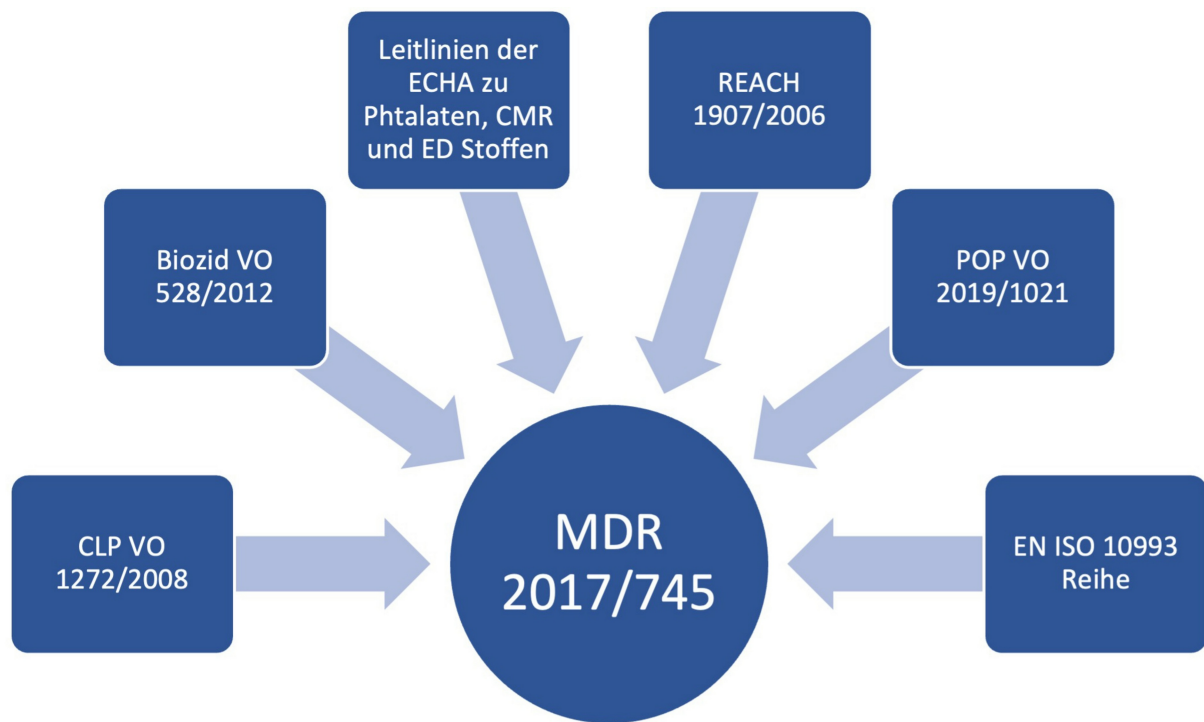 Leitlinien der
ECHA zu
Phtalaten, CMR
und ED Stoffen
REACH
1907/2006
Biozid VO
528/2012
POP VO
2019/1021
CLP VO
1272/2008
MDR
2017/745
EN ISO 10993
Reihe